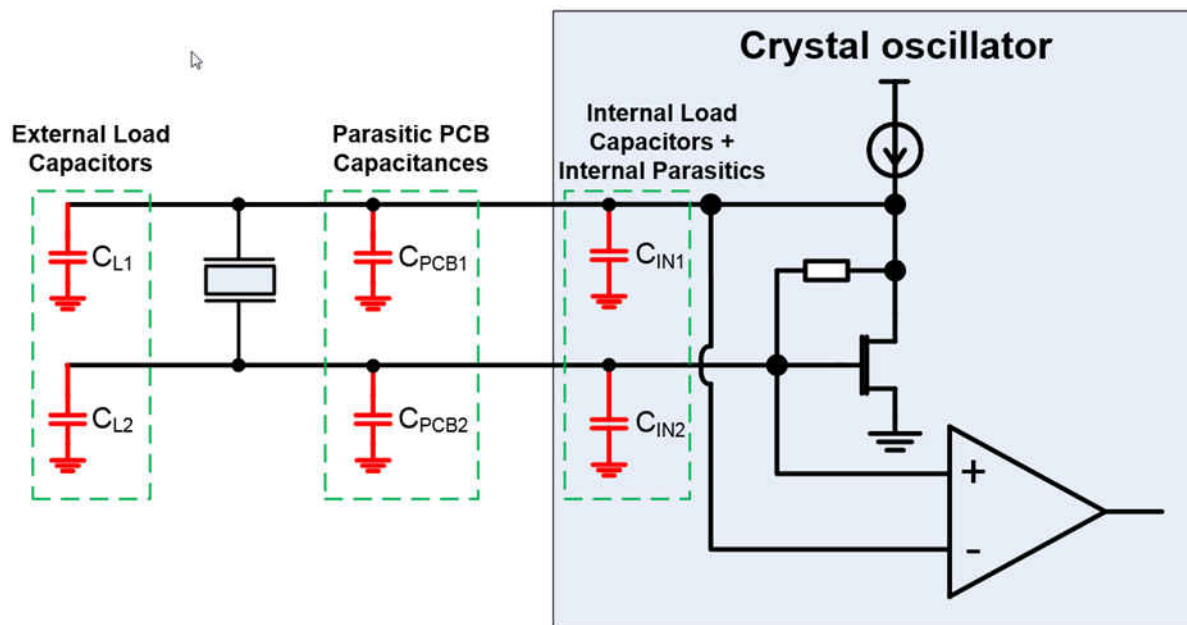 Crystal oscillator
External Load
Capacitors
Parasitic PCB
Capacitances
Internal Load
Capacitors +
Internal Parasitics
CL1
CPCB1
CIN1
CL2
CPCB2
CIN2
+
-